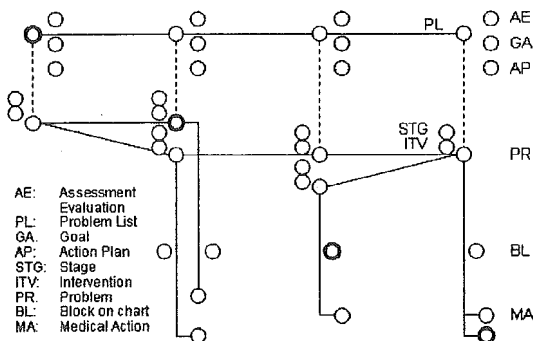 PL AE
GA
AP
STG
ITV
PR
AE: Assessment
Evaluation
PL: Problem List
GA. Goal
AP: Action Plan
STG: Stage
ITV: Intervention
PR. Problem
BL: Block on chart
MA: Medical Action
BL
MA